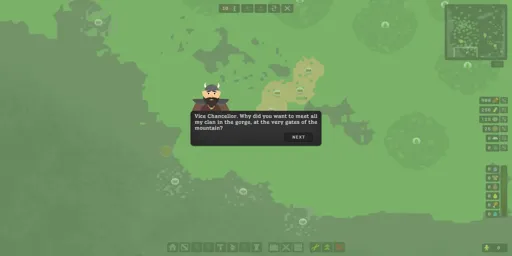 Vice Chancellor. Why did you want to meet all
my clan in the gorge, at the very gates of the
mountain?
NEXT